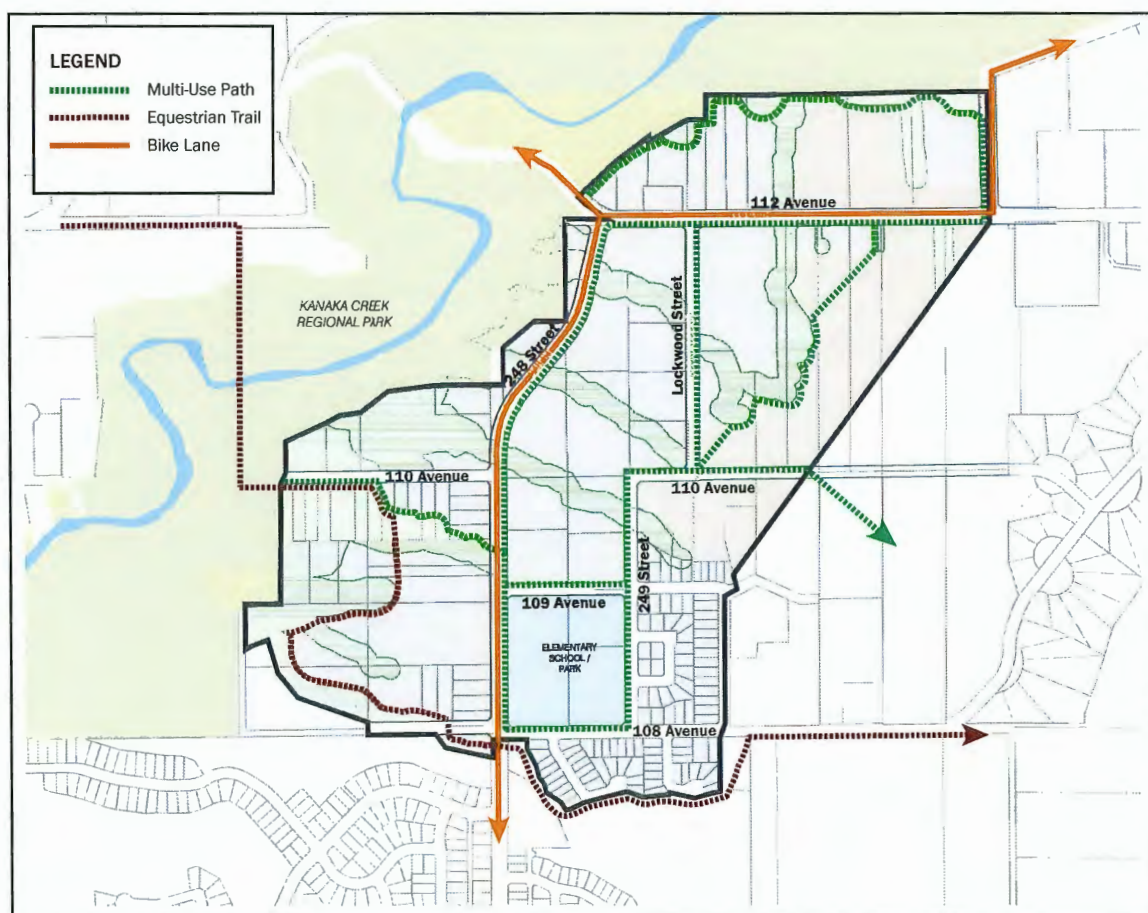 LEGEND
Multi-Use Path
Equestrian Trail
Bike Lane
112 Avenue
KANAKA CREEK
REGIONAL PARK
248 Street
Lockwood Street
110 Avenue
110 Avenue
249 Street
109 Avenue
ELEMENTARY
SCHOOL /
PARK
108 Avenue